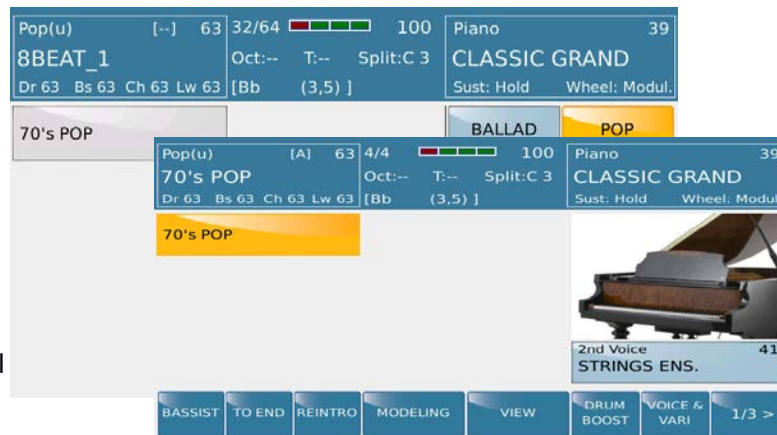 Pop(u) [--] 63 32/64 100 Piano 39
8BEAT_1 Oct:-- T:-- Split:C 3 CLASSIC GRAND
Dr 63 Bs 63 Ch 63 Lw 63 [Bb (3,5) ] Sust: Hold Wheel: Modul.
70's POP BALLAD POP
Pop(u) [A] 63 4/4 100 Piano 39
70's POP Oct:-- T:-- Split:C 3 CLASSIC GRAND
Dr 63 Bs 63 Ch 63 Lw 63 [Bb (3,5) ] Sust: Hold Wheel: Modul
70's POP
2nd Voice 41
STRINGS ENS.
BASSIST TO END REINTRO MODELING VIEW DRUM BOOST VOICE & VARI 1/3 >